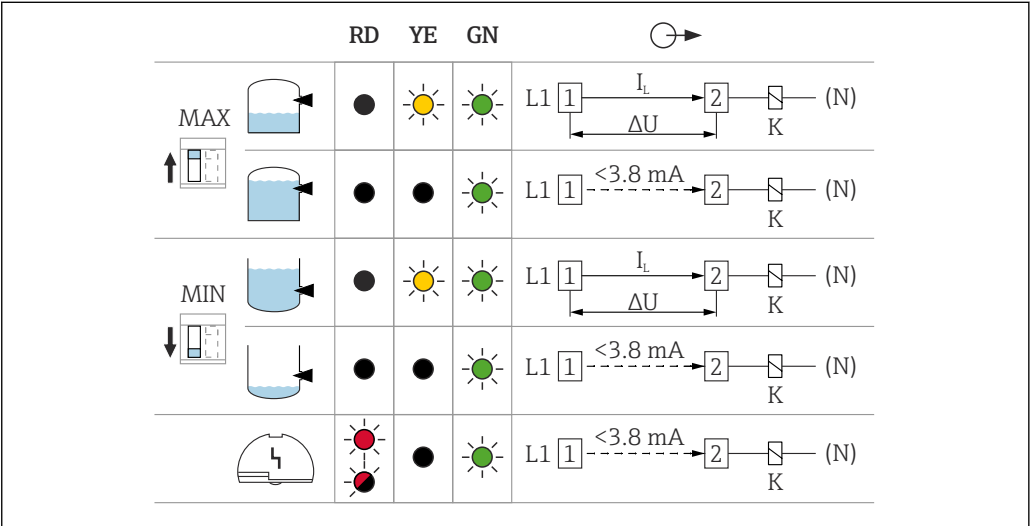 RD YE GN
MAX
L1 1 I_L 2 (N)
ΔU K
L1 1 <3.8 mA 2 (N)
K
MIN
L1 1 I_L 2 (N)
ΔU K
L1 1 <3.8 mA 2 (N)
K
L1 1 <3.8 mA 2 (N)
K